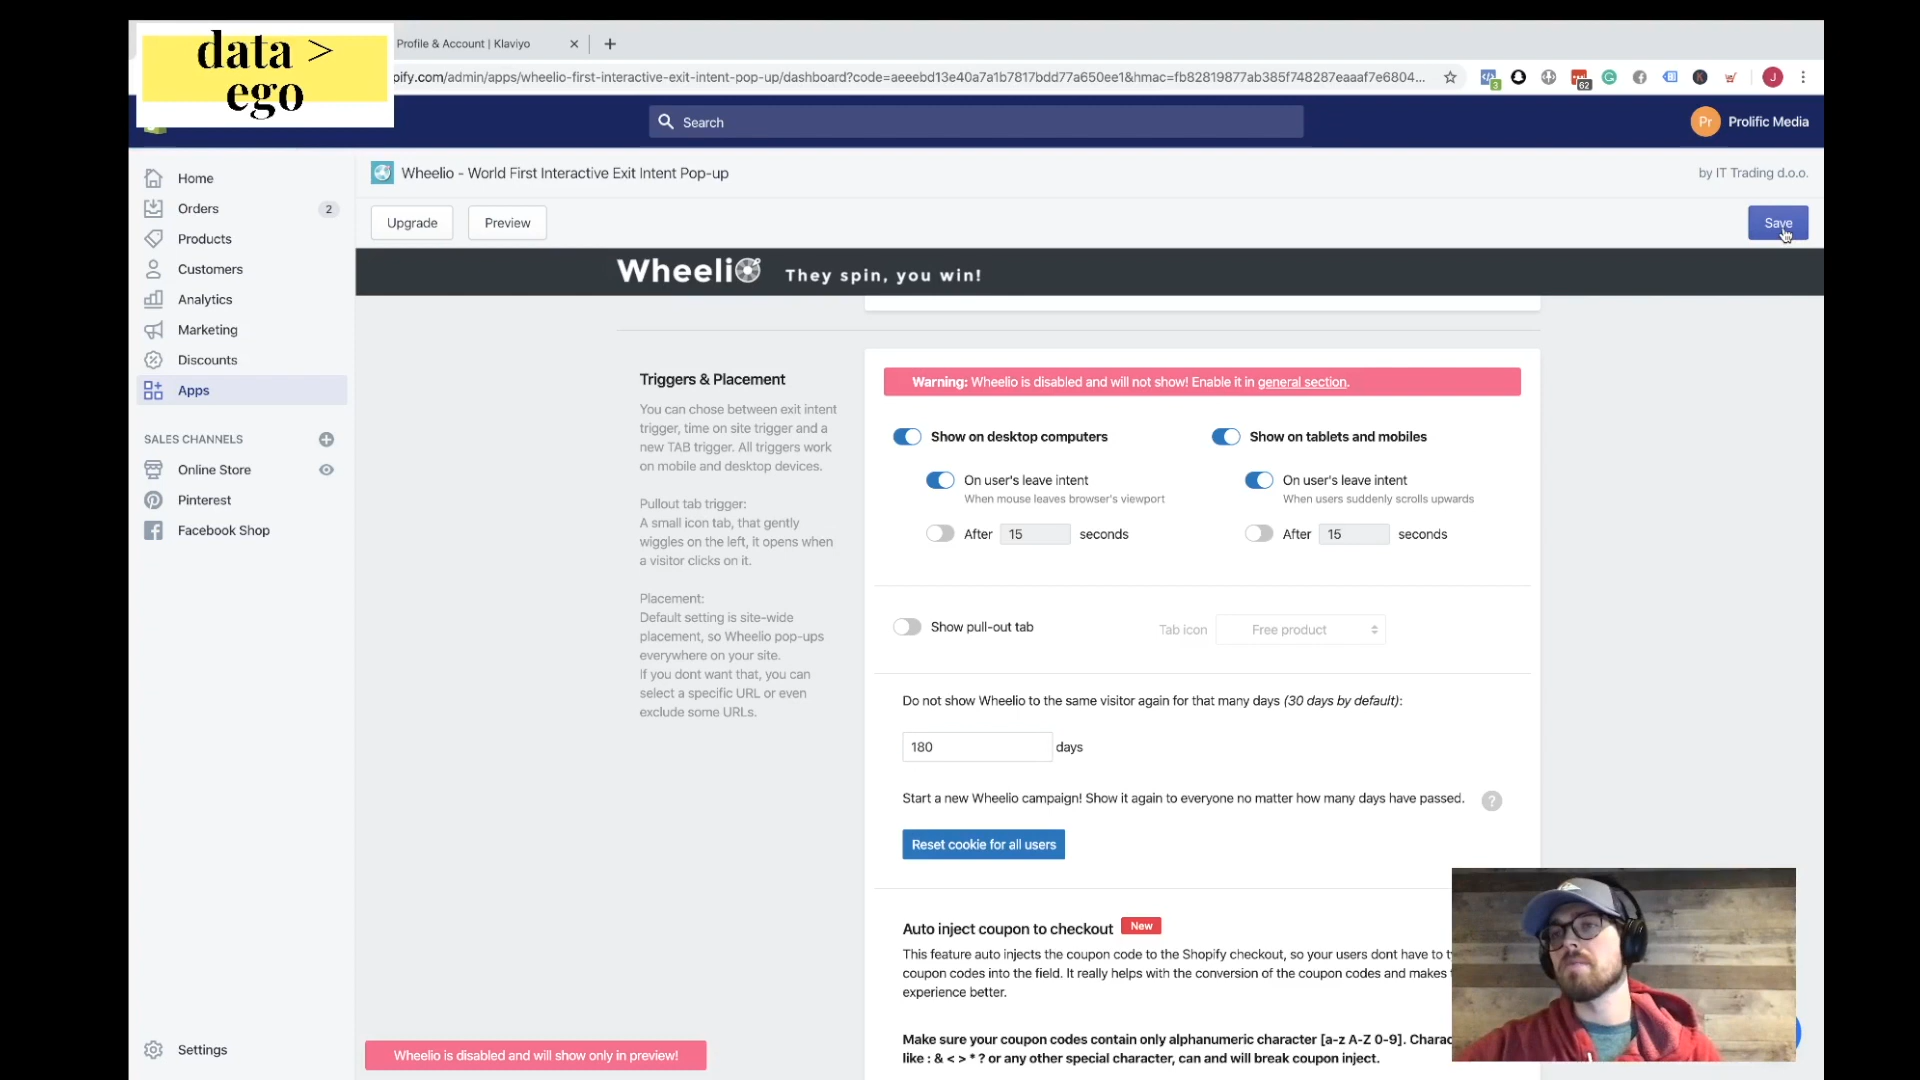 data >
ego
Profile & Account | Klaviyo
pify.com/admin/apps/wheelio-first-interactive-exit-intent-pop-up/dashboard?code=aeeebd13e40a7a1b7817bdd77a650ee1&hmac=fb82819877ab385f748287eaaaf7e6804...
3
62
J
Search
Pr
Prolific Media
Home
Orders
2
Products
Customers
Analytics
Marketing
Discounts
Apps
SALES CHANNELS
Online Store
Pinterest
Facebook Shop
Settings
Wheelio - World First Interactive Exit Intent Pop-up
by IT Trading d.o.o.
Upgrade
Preview
Save
Wheelio They spin, you win!
Triggers & Placement
You can chose between exit intent
trigger, time on site trigger and a
new TAB trigger. All triggers work
on mobile and desktop devices.
Pullout tab trigger:
A small icon tab, that gently
wiggles on the left, it opens when
a visitor clicks on it.
Placement:
Default setting is site-wide
placement, so Wheelio pop-ups
everywhere on your site.
If you dont want that, you can
select a specific URL or even
exclude some URLs.
Warning: Wheelio is disabled and will not show! Enable it in general section.
Show on desktop computers
On user's leave intent
When mouse leaves browser's viewport
After 15 seconds
Show on tablets and mobiles
On user's leave intent
When users suddenly scrolls upwards
After 15 seconds
Show pull-out tab
Tab icon
Free product
Do not show Wheelio to the same visitor again for that many days (30 days by default):
180 days
Start a new Wheelio campaign! Show it again to everyone no matter how many days have passed.
?
Reset cookie for all users
Auto inject coupon to checkout
New
This feature auto injects the coupon code to the Shopify checkout, so your users dont have to
coupon codes into the field. It really helps with the conversion of the coupon codes and makes
experience better.
Make sure your coupon codes contain only alphanumeric character [a-z A-Z 0-9].
like : & < > * ? or any other special character, can and will break coupon inject.
Wheelio is disabled and will show only in preview!